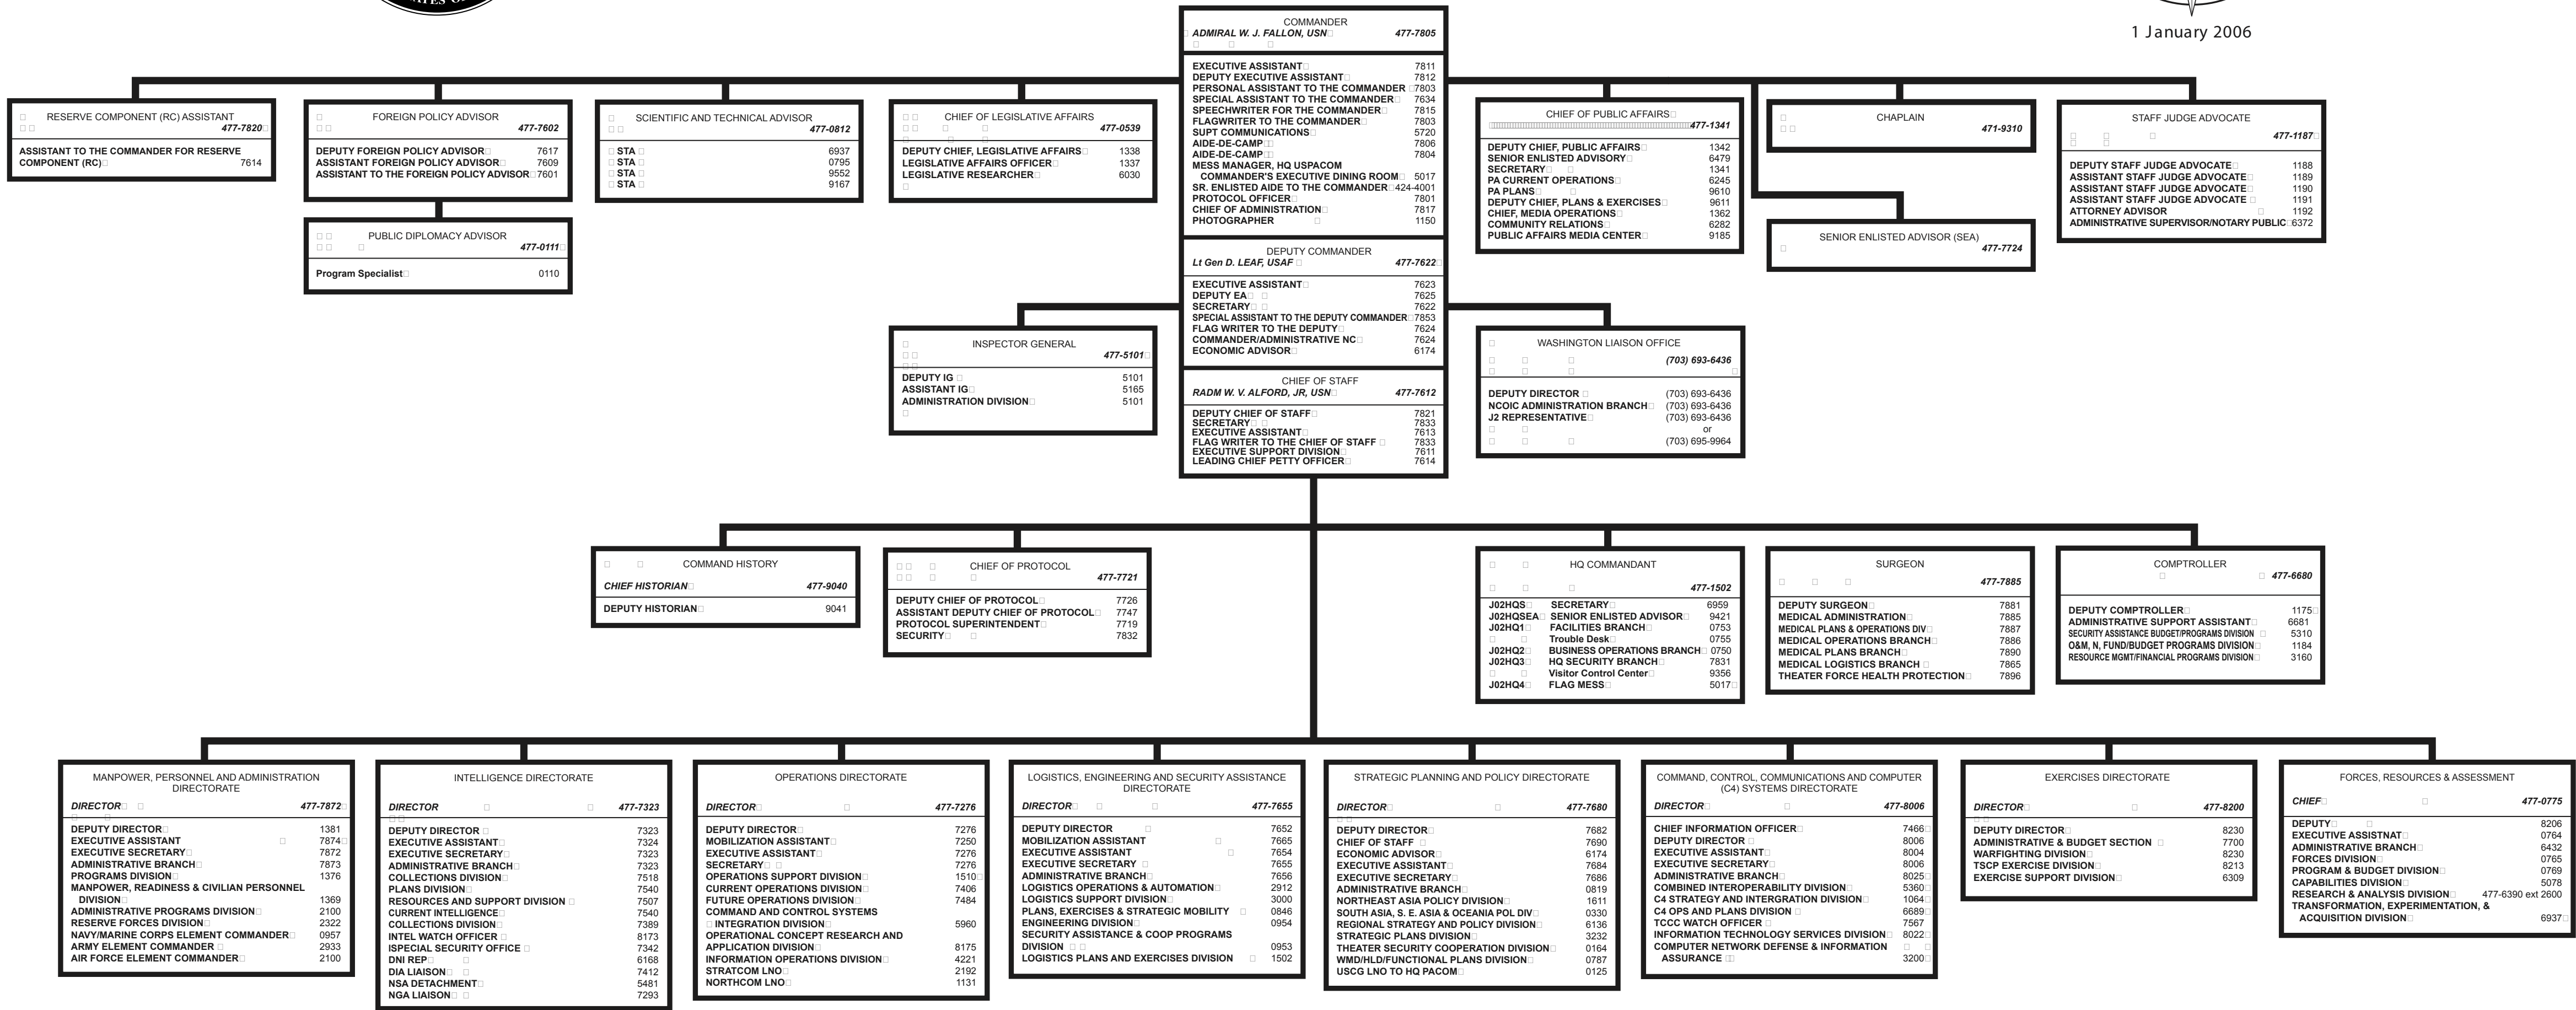 ATES O
1 January 2006
COMMANDER
ADMIRAL W. J. FALLON, USN 477-7805
EXECUTIVE ASSISTANT 7811
DEPUTY EXECUTIVE ASSISTANT 7812
PERSONAL ASSISTANT TO THE COMMANDER 7803
SPECIAL ASSISTANT TO THE COMMANDER 7634
SPEECHWRITER FOR THE COMMANDER 7815
FLAGWRITER TO THE COMMANDER 7803
SUPT COMMUNICATIONS 5720
AIDE-DE-CAMP 7806
AIDE-DE-CAMP 7804
MESS MANAGER, HQ USPACOM
COMMANDER'S EXECUTIVE DINING ROOM 5017
SR. ENLISTED AIDE TO THE COMMANDER 424-4001
PROTOCOL OFFICER 7801
CHIEF OF ADMINISTRATION 7817
PHOTOGRAPHER 1150
DEPUTY COMMANDER
Lt Gen D. LEAF, USAF 477-7622
EXECUTIVE ASSISTANT 7623
DEPUTY EA 7625
SECRETARY 7622
SPECIAL ASSISTANT TO THE DEPUTY COMMANDER 7853
FLAG WRITER TO THE DEPUTY 7624
COMMANDER/ADMINISTRATIVE NC 7624
ECONOMIC ADVISOR 6174
CHIEF OF STAFF
RADM W. V. ALFORD, JR, USN 477-7612
DEPUTY CHIEF OF STAFF 7821
SECRETARY 7833
EXECUTIVE ASSISTANT 7613
FLAG WRITER TO THE CHIEF OF STAFF 7833
EXECUTIVE SUPPORT DIVISION 7611
LEADING CHIEF PETTY OFFICER 7614
RESERVE COMPONENT (RC) ASSISTANT
477-7820
ASSISTANT TO THE COMMANDER FOR RESERVE
COMPONENT (RC) 7614
FOREIGN POLICY ADVISOR
477-7602
DEPUTY FOREIGN POLICY ADVISOR 7617
ASSISTANT FOREIGN POLICY ADVISOR 7609
ASSISTANT TO THE FOREIGN POLICY ADVISOR 7601
PUBLIC DIPLOMACY ADVISOR
477-0111
Program Specialist 0110
SCIENTIFIC AND TECHNICAL ADVISOR
477-0812
STA 6937
STA 0795
STA 9552
STA 9167
CHIEF OF LEGISLATIVE AFFAIRS
477-0539
DEPUTY CHIEF, LEGISLATIVE AFFAIRS 1338
LEGISLATIVE AFFAIRS OFFICER 1337
LEGISLATIVE RESEARCHER 6030
CHIEF OF PUBLIC AFFAIRS
477-1341
DEPUTY CHIEF, PUBLIC AFFAIRS 1342
SENIOR ENLISTED ADVISORY 6479
SECRETARY 1341
PA CURRENT OPERATIONS 6245
PA PLANS 9610
DEPUTY CHIEF, PLANS & EXERCISES 9611
CHIEF, MEDIA OPERATIONS 1362
COMMUNITY RELATIONS 6282
PUBLIC AFFAIRS MEDIA CENTER 9185
CHAPLAIN
471-9310
SENIOR ENLISTED ADVISOR (SEA)
477-7724
STAFF JUDGE ADVOCATE
477-1187
DEPUTY STAFF JUDGE ADVOCATE 1188
ASSISTANT STAFF JUDGE ADVOCATE 1189
ASSISTANT STAFF JUDGE ADVOCATE 1190
ASSISTANT STAFF JUDGE ADVOCATE 1191
ATTORNEY ADVISOR 1192
ADMINISTRATIVE SUPERVISOR/NOTARY PUBLIC 6372
INSPECTOR GENERAL
477-5101
DEPUTY IG 5101
ASSISTANT IG 5165
ADMINISTRATION DIVISION 5101
WASHINGTON LIAISON OFFICE
(703) 693-6436
DEPUTY DIRECTOR (703) 693-6436
NCOIC ADMINISTRATION BRANCH (703) 693-6436
J2 REPRESENTATIVE (703) 693-6436
or
(703) 695-9964
COMMAND HISTORY
CHIEF HISTORIAN 477-9040
DEPUTY HISTORIAN 9041
CHIEF OF PROTOCOL
477-7721
DEPUTY CHIEF OF PROTOCOL 7726
ASSISTANT DEPUTY CHIEF OF PROTOCOL 7747
PROTOCOL SUPERINTENDENT 7719
SECURITY 7832
HQ COMMANDANT
477-1502
J02HQS SECRETARY 6959
J02HQSEA SENIOR ENLISTED ADVISOR 9421
J02HQ1 FACILITIES BRANCH 0753
Trouble Desk 0755
J02HQ2 BUSINESS OPERATIONS BRANCH 0750
J02HQ3 HQ SECURITY BRANCH 7831
Visitor Control Center 9356
J02HQ4 FLAG MESS 5017
SURGEON
477-7885
DEPUTY SURGEON 7881
MEDICAL ADMINISTRATION 7885
MEDICAL PLANS & OPERATIONS DIV 7887
MEDICAL OPERATIONS BRANCH 7886
MEDICAL PLANS BRANCH 7890
MEDICAL LOGISTICS BRANCH 7865
THEATER FORCE HEALTH PROTECTION 7896
COMPTROLLER
477-6680
DEPUTY COMPTROLLER 1175
ADMINISTRATIVE SUPPORT ASSISTANT 6681
SECURITY ASSISTANCE BUDGET/PROGRAMS DIVISION 5310
O&M, N, FUND/BUDGET PROGRAMS DIVISION 1184
RESOURCE MGMT/FINANCIAL PROGRAMS DIVISION 3160
MANPOWER, PERSONNEL AND ADMINISTRATION
DIRECTORATE
DIRECTOR 477-7872
DEPUTY DIRECTOR 1381
EXECUTIVE ASSISTANT 7874
EXECUTIVE SECRETARY 7872
ADMINISTRATIVE BRANCH 7873
PROGRAMS DIVISION 1376
MANPOWER, READINESS & CIVILIAN PERSONNEL
DIVISION 1369
ADMINISTRATIVE PROGRAMS DIVISION 2100
RESERVE FORCES DIVISION 2322
NAVY/MARINE CORPS ELEMENT COMMANDER 0957
ARMY ELEMENT COMMANDER 2933
AIR FORCE ELEMENT COMMANDER 2100
INTELLIGENCE DIRECTORATE
DIRECTOR 477-7323
DEPUTY DIRECTOR 7323
EXECUTIVE ASSISTANT 7324
EXECUTIVE SECRETARY 7323
ADMINISTRATIVE BRANCH 7323
COLLECTIONS DIVISION 7518
PLANS DIVISION 7540
RESOURCES AND SUPPORT DIVISION 7507
CURRENT INTELLIGENCE 7540
COLLECTIONS DIVISION 7389
INTEL WATCH OFFICER 8173
ISPECIAL SECURITY OFFICE 7342
DNI REP 6168
DIA LIAISON 7412
NSA DETACHMENT 5481
NGA LIAISON 7293
OPERATIONS DIRECTORATE
DIRECTOR 477-7276
DEPUTY DIRECTOR 7276
MOBILIZATION ASSISTANT 7250
EXECUTIVE ASSISTANT 7276
SECRETARY 7276
OPERATIONS SUPPORT DIVISION 1510
CURRENT OPERATIONS DIVISION 7406
FUTURE OPERATIONS DIVISION 7484
COMMAND AND CONTROL SYSTEMS
INTEGRATION DIVISION 5960
OPERATIONAL CONCEPT RESEARCH AND
APPLICATION DIVISION 8175
INFORMATION OPERATIONS DIVISION 4221
STRATCOM LNO 2192
NORTHCOM LNO 1131
LOGISTICS, ENGINEERING AND SECURITY ASSISTANCE
DIRECTORATE
DIRECTOR 477-7655
DEPUTY DIRECTOR 7652
MOBILIZATION ASSISTANT 7665
EXECUTIVE ASSISTANT 7654
EXECUTIVE SECRETARY 7655
ADMINISTRATIVE BRANCH 7656
LOGISTICS OPERATIONS & AUTOMATION 2912
LOGISTICS SUPPORT DIVISION 3000
PLANS, EXERCISES & STRATEGIC MOBILITY 0846
ENGINEERING DIVISION 0954
SECURITY ASSISTANCE & COOP PROGRAMS
DIVISION 0953
LOGISTICS PLANS AND EXERCISES DIVISION 1502
STRATEGIC PLANNING AND POLICY DIRECTORATE
DIRECTOR 477-7680
DEPUTY DIRECTOR 7682
CHIEF OF STAFF 7690
ECONOMIC ADVISOR 6174
EXECUTIVE ASSISTANT 7684
EXECUTIVE SECRETARY 7686
ADMINISTRATIVE BRANCH 0819
NORTHEAST ASIA POLICY DIVISION 1611
SOUTH ASIA, S. E. ASIA & OCEANIA POL DIV 0330
REGIONAL STRATEGY AND POLICY DIVISION 6136
STRATEGIC PLANS DIVISION 3232
THEATER SECURITY COOPERATION DIVISION 0164
WMD/HLD/FUNCTIONAL PLANS DIVISION 0787
USCG LNO TO HQ PACOM 0125
COMMAND, CONTROL, COMMUNICATIONS AND COMPUTER
(C4) SYSTEMS DIRECTORATE
DIRECTOR 477-8006
CHIEF INFORMATION OFFICER 7466
DEPUTY DIRECTOR 8006
EXECUTIVE ASSISTANT 8004
EXECUTIVE SECRETARY 8006
ADMINISTRATIVE BRANCH 8025
COMBINED INTEROPERABILITY DIVISION 5360
C4 STRATEGY AND INTERGRATION DIVISION 1064
C4 OPS AND PLANS DIVISION 6689
TCCC WATCH OFFICER 7567
INFORMATION TECHNOLOGY SERVICES DIVISION 8022
COMPUTER NETWORK DEFENSE & INFORMATION
ASSURANCE 3200
EXERCISES DIRECTORATE
DIRECTOR 477-8200
DEPUTY DIRECTOR 8230
ADMINISTRATIVE & BUDGET SECTION 7700
WARFIGHTING DIVISION 8230
TSCP EXERCISE DIVISION 8213
EXERCISE SUPPORT DIVISION 6309
FORCES, RESOURCES & ASSESSMENT
CHIEF 477-0775
DEPUTY 8206
EXECUTIVE ASSISTNAT 0764
ADMINISTRATIVE BRANCH 6432
FORCES DIVISION 0765
PROGRAM & BUDGET DIVISION 0769
CAPABILITIES DIVISION 5078
RESEARCH & ANALYSIS DIVISION 477-6390 ext 2600
TRANSFORMATION, EXPERIMENTATION, &
ACQUISITION DIVISION 6937